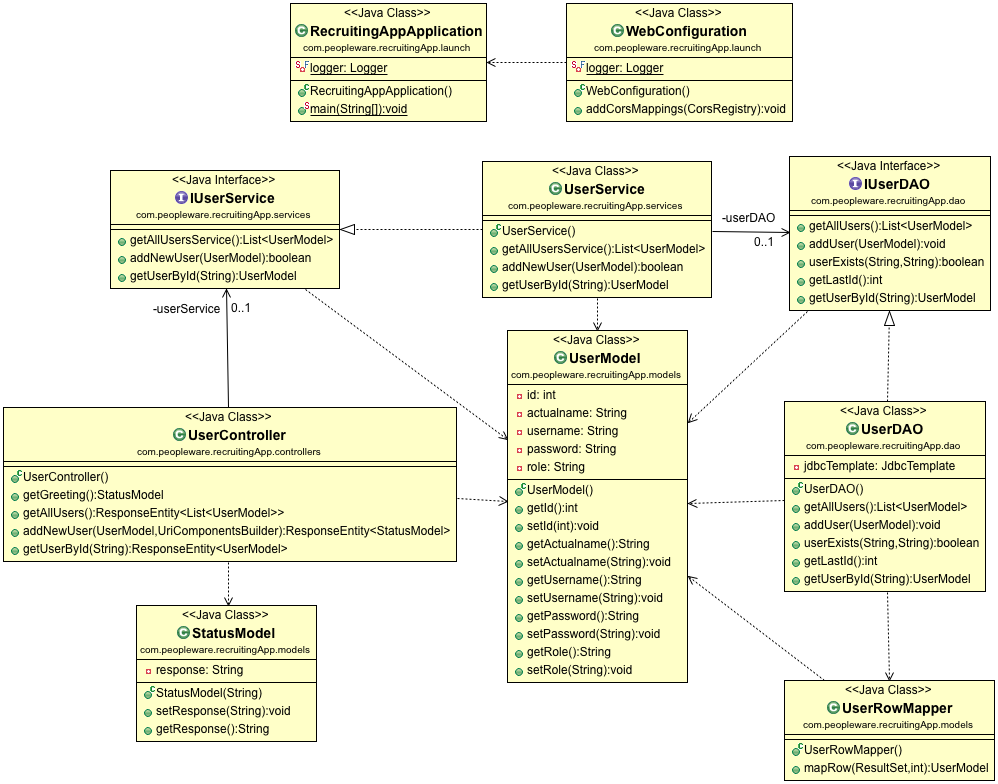 <<Java Class>>
RecruitingAppApplication
com.peopleware.recruitingApp.launch
logger: Logger
RecruitingAppApplication()
main(String[]):void
<<Java Class>>
WebConfiguration
com.peopleware.recruitingApp.launch
logger: Logger
WebConfiguration()
addCorsMappings(CorsRegistry):void
<<Java Interface>>
IUserService
com.peopleware.recruitingApp.services
getAllUsersService():List<UserModel>
addNewUser(UserModel):boolean
getUserById(String):UserModel
<<Java Class>>
UserService
com.peopleware.recruitingApp.services
UserService()
getAllUsersService():List<UserModel>
addNewUser(UserModel):boolean
getUserById(String):UserModel
-userDAO
0..1
<<Java Interface>>
IUserDAO
com.peopleware.recruitingApp.dao
getAllUsers():List<UserModel>
addUser(UserModel):void
userExists(String,String):boolean
getLastId():int
getUserById(String):UserModel
-userService
0..1
<<Java Class>>
UserController
com.peopleware.recruitingApp.controllers
UserController()
getGreeting():StatusModel
getAllUsers():ResponseEntity<List<UserModel>>
addNewUser(UserModel,UriComponentsBuilder):ResponseEntity<StatusModel>
getUserById(String):ResponseEntity<UserModel>
<<Java Class>>
UserModel
com.peopleware.recruitingApp.models
id: int
actualname: String
username: String
password: String
role: String
UserModel()
getId():int
setId(int):void
getActualname():String
setActualname(String):void
getUsername():String
setUsername(String):void
getPassword():String
setPassword(String):void
getRole():String
setRole(String):void
<<Java Class>>
UserDAO
com.peopleware.recruitingApp.dao
jdbcTemplate: JdbcTemplate
UserDAO()
getAllUsers():List<UserModel>
addUser(UserModel):void
userExists(String,String):boolean
getLastId():int
getUserById(String):UserModel
<<Java Class>>
StatusModel
com.peopleware.recruitingApp.models
response: String
StatusModel(String)
setResponse(String):void
getResponse():String
<<Java Class>>
UserRowMapper
com.peopleware.recruitingApp.models
UserRowMapper()
mapRow(ResultSet,int):UserModel